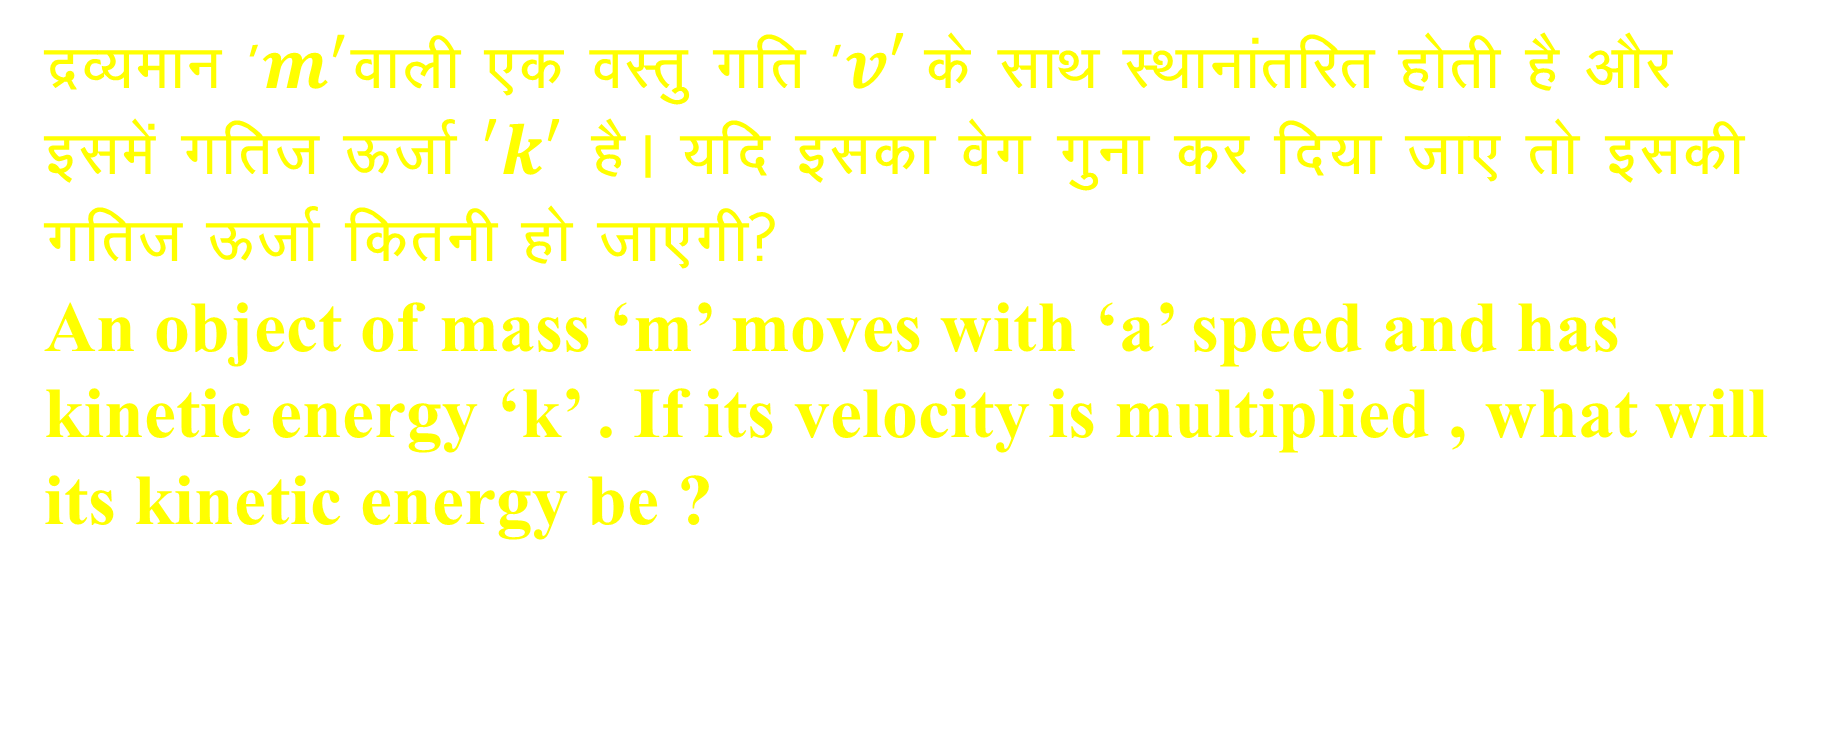 द्रव्यमान 'm'वाली एक वस्तु गति 'v' के साथ स्थानांतरित होती है और
इसमें गतिज ऊर्जा 'k' है। यदि इसका वेग गुना कर दिया जाए तो इसकी
गतिज ऊर्जा कितनी हो जाएगी?
An object of mass ‘m’ moves with ‘a’ speed and has
kinetic energy ‘k’ . If its velocity is multiplied , what will
its kinetic energy be ?